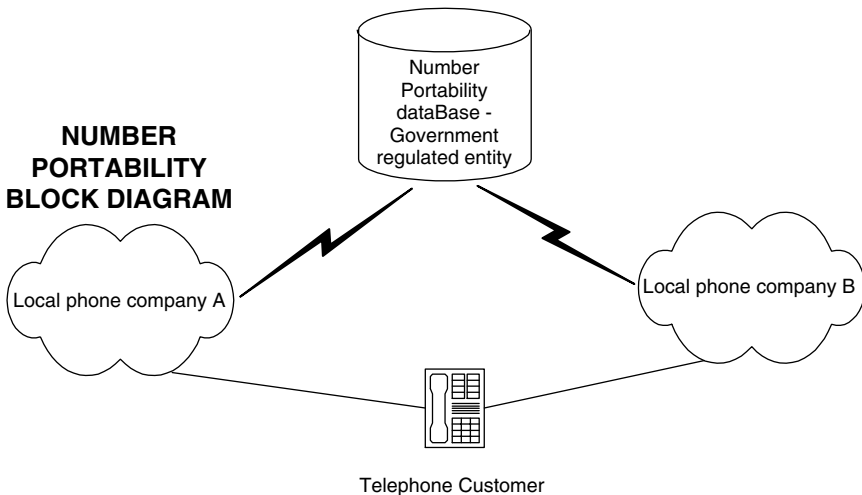 Number
Portability
dataBase -
Government
regulated entity
NUMBER
PORTABILITY
BLOCK DIAGRAM
Local phone company A
Local phone company B
Telephone Customer